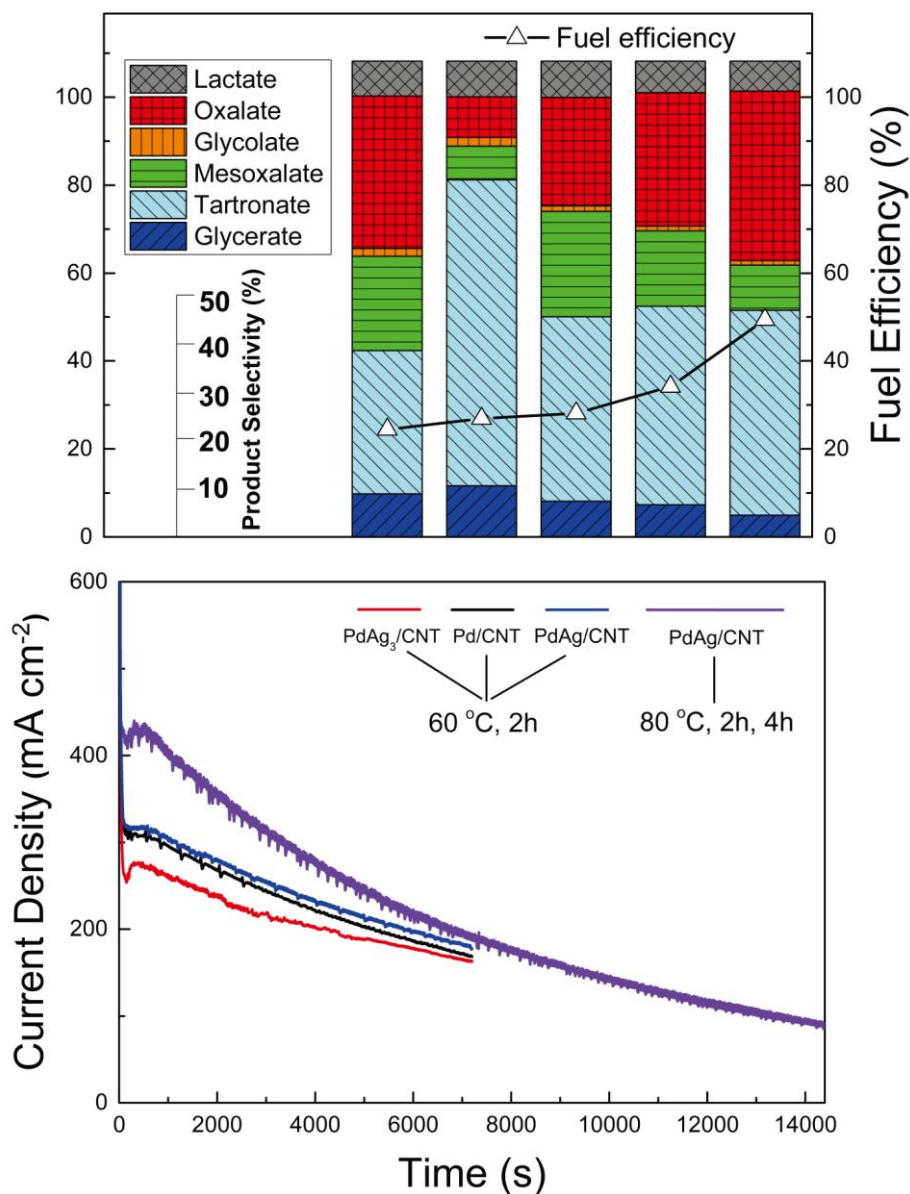 Fuel efficiency
Lactate
Oxalate
Glycolate
Mesoxalate
Tartronate
Glycerate
100
80
60
40
20
0
50
40
30
20
10
Product Selectivity (%)
100
80
60
40
20
0
Fuel Efficiency (%)
600
400
200
0
Current Density (mA cm⁻²)
PdAg₃/CNT Pd/CNT PdAg/CNT PdAg/CNT
60 °C, 2h 80 °C, 2h, 4h
0 2000 4000 6000 8000 10000 12000 14000
Time (s)